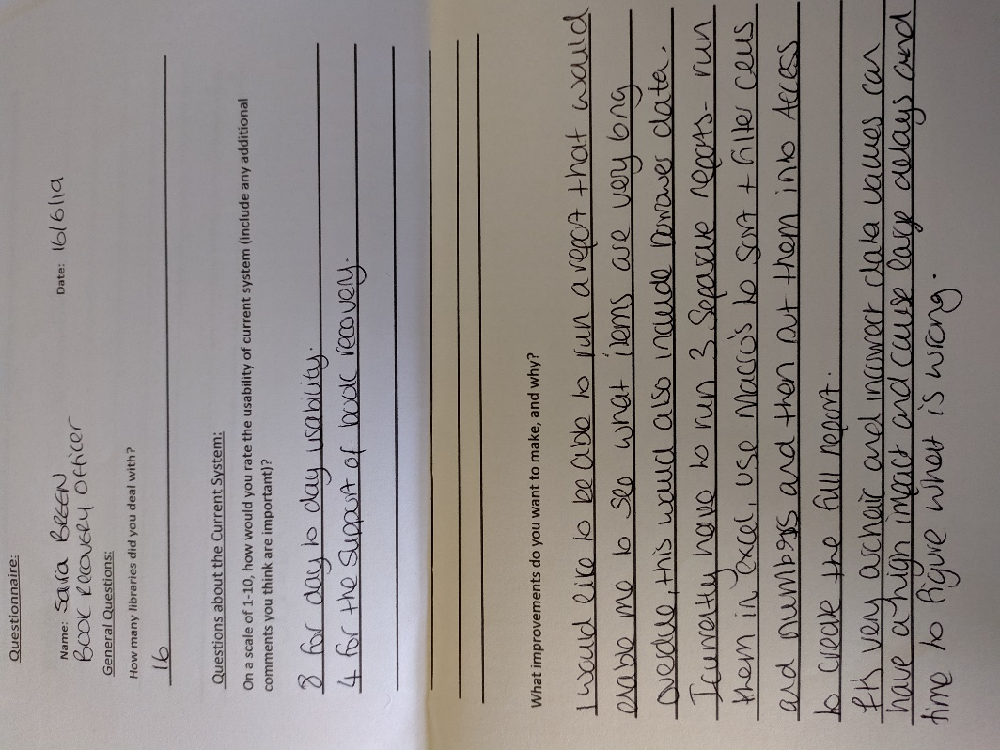 Questionnaire:
Name: Sara BREEN Date: 16/6/19
BOOK RECOVERY OFFICER
General Questions:
How many libraries did you deal with?
16
Questions about the Current System:
On a scale of 1-10, how would you rate the usability of current system (include any additional
comments you think are important)?
8 for day to day usability.
4 for the support of book recovery.
What improvements do you want to make, and why?
I would like to be able to run a report that would
enable me to see what items are very long
overdue, this would also include borrower data.
I currently have to run 3 separate reports - run
them in excel, use Macro's to sort + filter cells
and numbers and then put them into Access
to create the full report.
It's very archaic and incorrect data values can
have a high impact and cause large delays and
time to figure what is wrong.